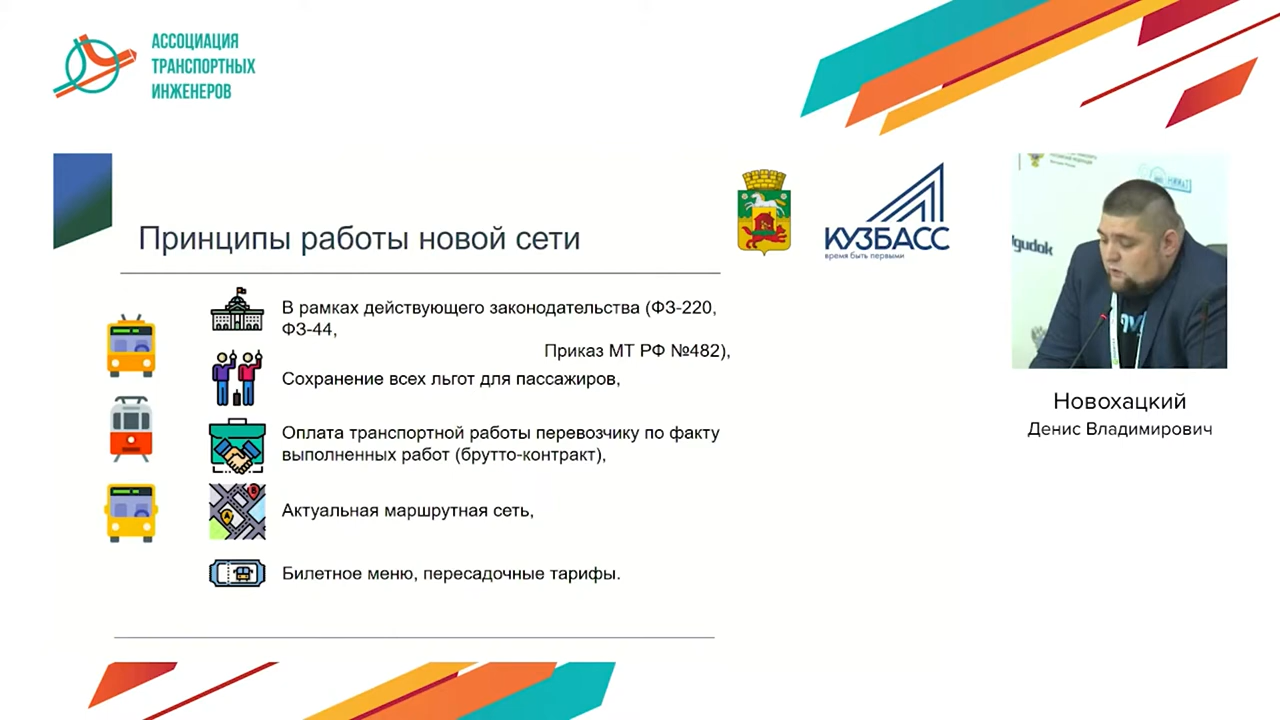 АССОЦИАЦИЯ
ТРАНСПОРТНЫХ
ИНЖЕНЕРОВ
КУЗБАСС
время быть первыми
Принципы работы новой сети
В рамках действующего законодательства (ФЗ-220,
ФЗ-44,
Приказ МТ РФ №482),
Сохранение всех льгот для пассажиров,
Оплата транспортной работы перевозчику по факту
выполненных работ (брутто-контракт),
Актуальная маршрутная сеть,
Билетное меню, пересадочные тарифы.
B
A
gudok
Новохацкий
Денис Владимирович